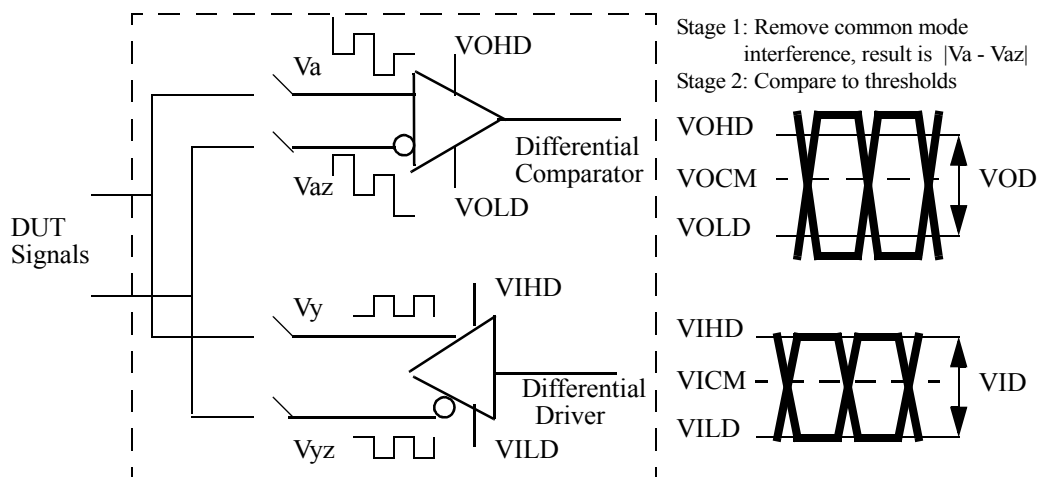 Va
VOHD
Differential
Comparator
Vaz
VOLD
DUT
Signals
Vy
VIHD
Differential
Driver
Vyz
VILD
Stage 1: Remove common mode
interference, result is |Va - Vaz|
Stage 2: Compare to thresholds
VOHD
VOCM
VOD
VOLD
VIHD
VICM
VID
VILD